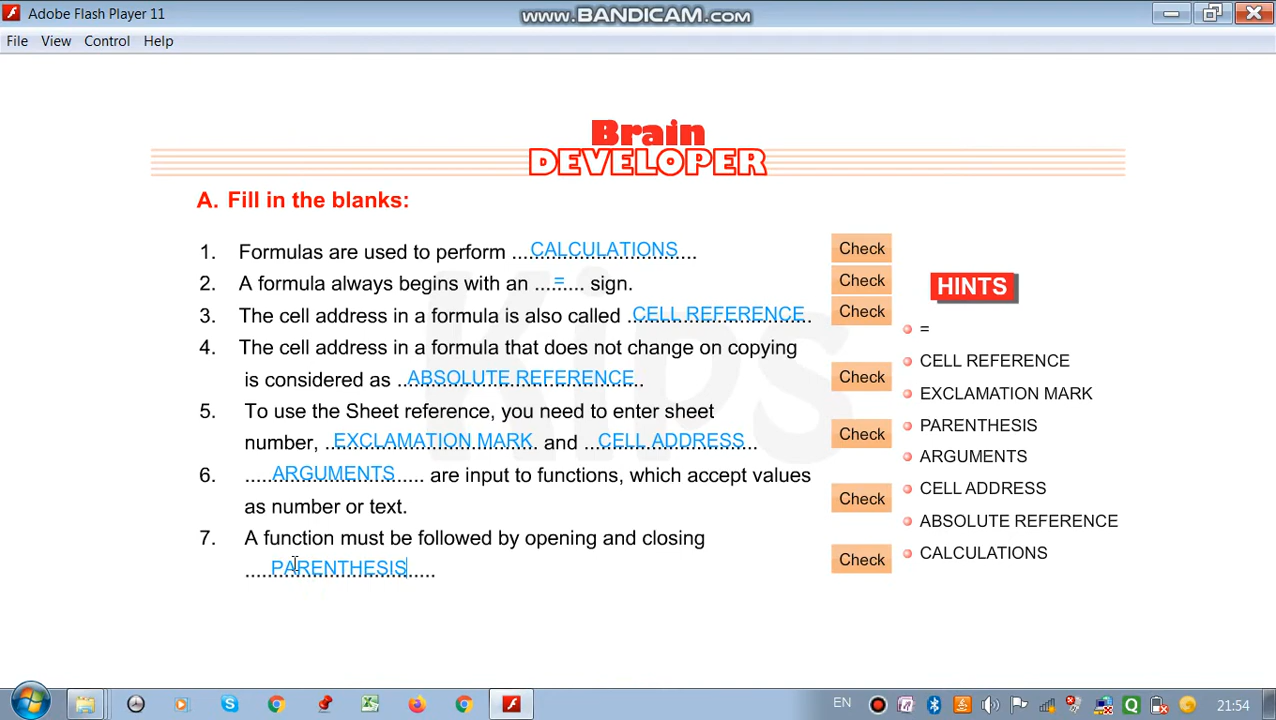 Adobe Flash Player 11
www.BANDICAM.com
File View Control Help
Brain
DEVELOPER
A. Fill in the blanks:
1. Formulas are used to perform ...CALCULATIONS... Check
2. A formula always begins with an ...=... sign. Check
HINTS
3. The cell address in a formula is also called ..CELL REFERENCE.. Check
=
4. The cell address in a formula that does not change on copying
CELL REFERENCE
is considered as ..ABSOLUTE REFERENCE.. Check
EXCLAMATION MARK
5. To use the Sheet reference, you need to enter sheet
PARENTHESIS
number, ..EXCLAMATION MARK.. and ..CELL ADDRESS.. Check
ARGUMENTS
6. .....ARGUMENTS..... are input to functions, which accept values
CELL ADDRESS
as number or text. Check
ABSOLUTE REFERENCE
7. A function must be followed by opening and closing
CALCULATIONS
.....PARENTHESIS..... Check
Kips
EN 21:54